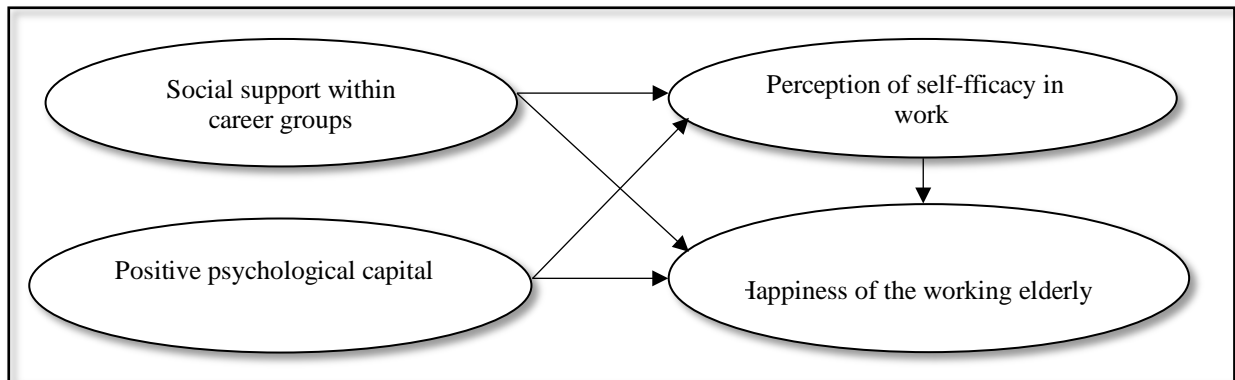 Social support within
career groups
Perception of self-fficacy in
work
Positive psychological capital
Happiness of the working elderly